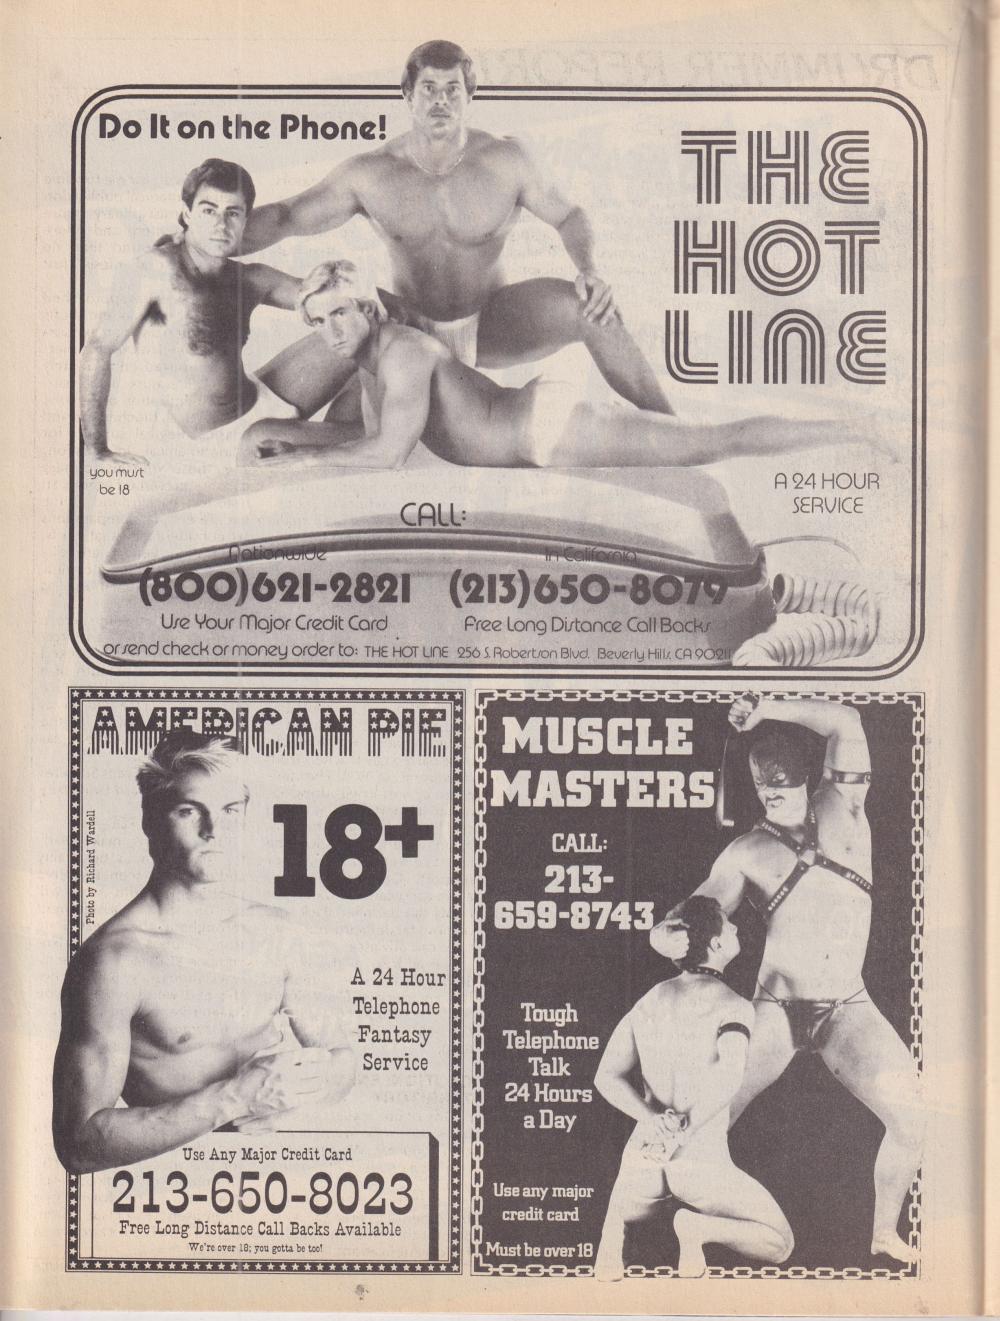 Do It on the Phone!
THE
HOT
LINE
you must
be 18
A 24 HOUR
SERVICE
CALL:
Nationwide
In California
(800)621-2821
(213)650-8079
Use Your Major Credit Card
Free Long Distance Call Backs
or send check or money order to: THE HOT LINE 256 S. Robertson Blvd. Beverly Hills, CA 90211
AMERICAN PIE
18+
Photo by Richard Wardell
A 24 Hour
Telephone
Fantasy
Service
Use Any Major Credit Card
213-650-8023
Free Long Distance Call Backs Available
We're over 18; you gotta be too!
MUSCLE
MASTERS
CALL:
213-
659-8743
Tough
Telephone
Talk
24 Hours
a Day
Use any major
credit card
Must be over 18